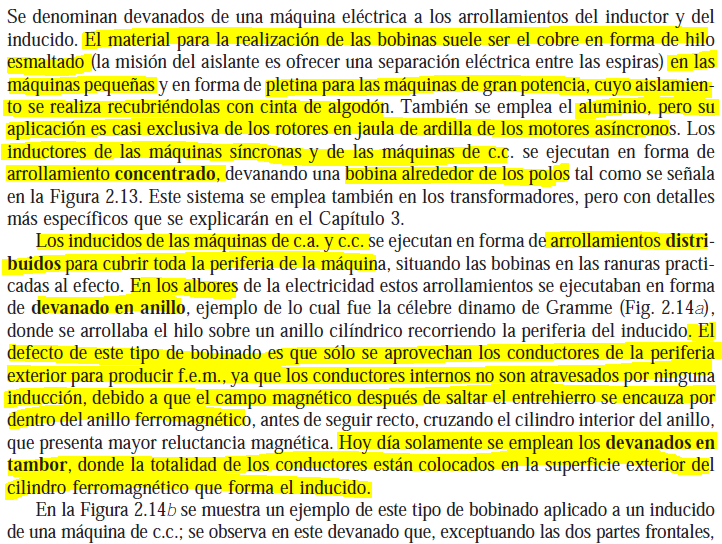 Se denominan devanados de una máquina eléctrica a los arrollamientos del inductor y del
inducido. El material para la realización de las bobinas suele ser el cobre en forma de hilo
esmaltado (la misión del aislante es ofrecer una separación eléctrica entre las espiras) en las
máquinas pequeñas y en forma de pletina para las máquinas de gran potencia, cuyo aislamien-
to se realiza recubriéndolas con cinta de algodón. También se emplea el aluminio, pero su
aplicación es casi exclusiva de los rotores en jaula de ardilla de los motores asíncronos. Los
inductores de las máquinas síncronas y de las máquinas de c.c. se ejecutan en forma de
arrollamiento concentrado, devanando una bobina alrededor de los polos tal como se señala
en la Figura 2.13. Este sistema se emplea también en los transformadores, pero con detalles
más específicos que se explicarán en el Capítulo 3.
Los inducidos de las máquinas de c.a. y c.c. se ejecutan en forma de arrollamientos distri-
buidos para cubrir toda la periferia de la máquina, situando las bobinas en las ranuras practi-
cadas al efecto. En los albores de la electricidad estos arrollamientos se ejecutaban en forma
de devanado en anillo, ejemplo de lo cual fue la célebre dinamo de Gramme (Fig. 2.14a),
donde se arrollaba el hilo sobre un anillo cilíndrico recorriendo la periferia del inducido. El
defecto de este tipo de bobinado es que sólo se aprovechan los conductores de la periferia
exterior para producir f.e.m., ya que los conductores internos no son atravesados por ninguna
inducción, debido a que el campo magnético después de saltar el entrehierro se encauza por
dentro del anillo ferromagnético, antes de seguir recto, cruzando el cilindro interior del anillo,
que presenta mayor reluctancia magnética. Hoy día solamente se emplean los devanados en
tambor, donde la totalidad de los conductores están colocados en la superficie exterior del
cilindro ferromagnético que forma el inducido.
En la Figura 2.14b se muestra un ejemplo de este tipo de bobinado aplicado a un inducido
de una máquina de c.c.; se observa en este devanado que, exceptuando las dos partes frontales,